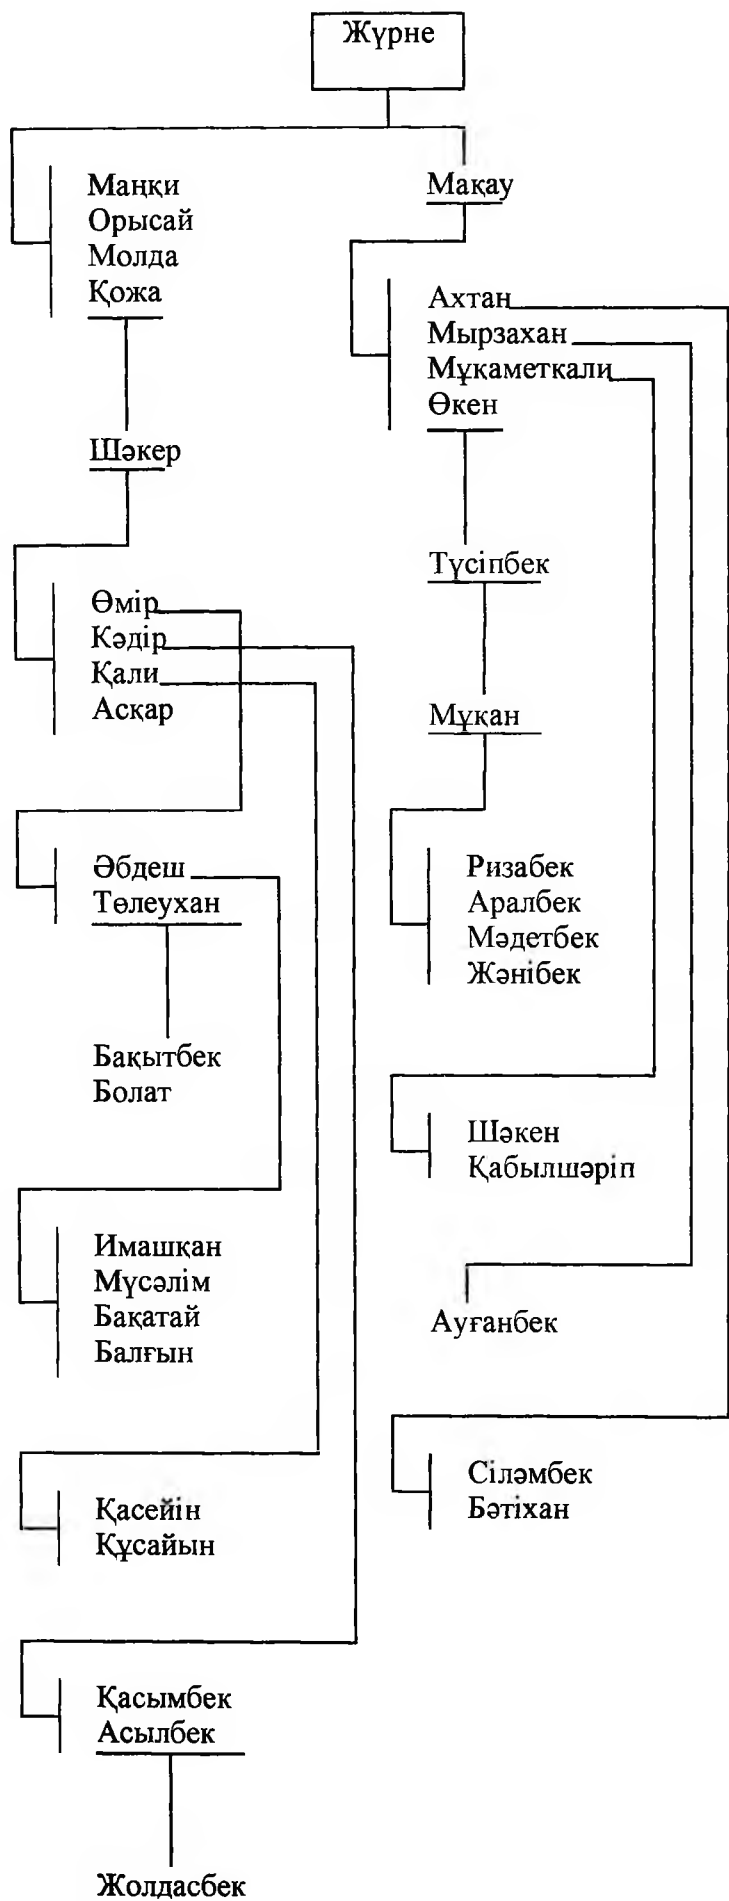 Жүрне
Маңки
Орысай
Молда
Қожа
Шәкер
Өмір
Кәдір
Қали
Асқар
Әбдеш
Төлеухан
Бақытбек
Болат
Имашқан
Мүсәлім
Бақатай
Балғын
Қасейін
Құсайын
Қасымбек
Асылбек
Жолдасбек
Мақау
Ахтан
Мырзахан
Мұқаметкали
Өкен
Түсіпбек
Мұқан
Ризабек
Аралбек
Мәдетбек
Жәнібек
Шәкен
Қабылшәріп
Ауғанбек
Сіләмбек
Бәтіхан